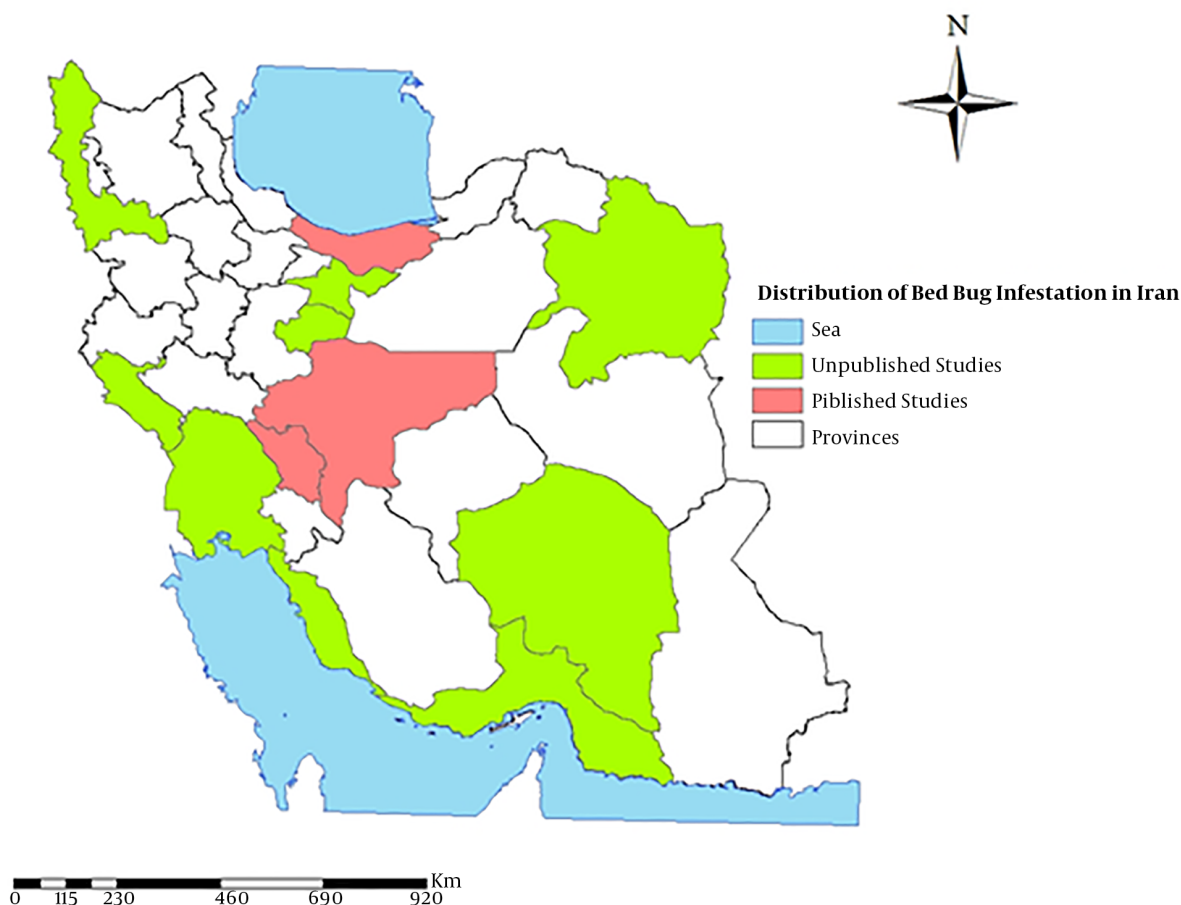 N
Distribution of Bed Bug Infestation in Iran
Sea
Unpublished Studies
Piblished Studies
Provinces
Km
0 115 230 460 690 920